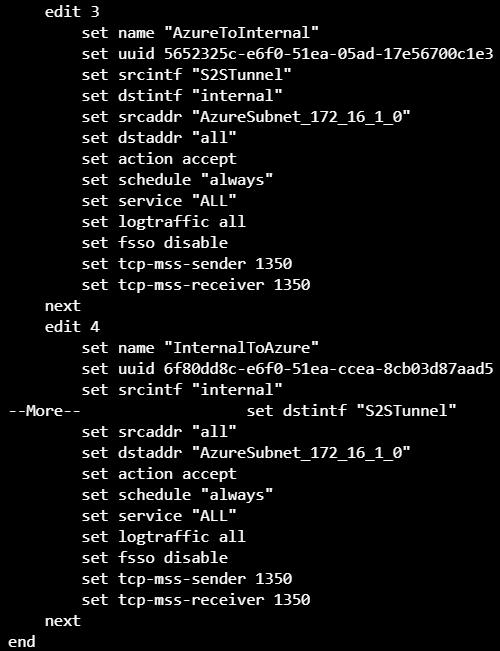 edit 3
set name "AzureToInternal"
set uuid 5652325c-e6f0-51ea-05ad-17e56700c1e3
set srcintf "S2STunnel"
set dstintf "internal"
set srcaddr "AzureSubnet_172_16_1_0"
set dstaddr "all"
set action accept
set schedule "always"
set service "ALL"
set logtraffic all
set fsso disable
set tcp-mss-sender 1350
set tcp-mss-receiver 1350
next
edit 4
set name "InternalToAzure"
set uuid 6f80dd8c-e6f0-51ea-ccea-8cb03d87aad5
set srcintf "internal"
--More-- set dstintf "S2STunnel"
set srcaddr "all"
set dstaddr "AzureSubnet_172_16_1_0"
set action accept
set schedule "always"
set service "ALL"
set logtraffic all
set fsso disable
set tcp-mss-sender 1350
set tcp-mss-receiver 1350
next
end